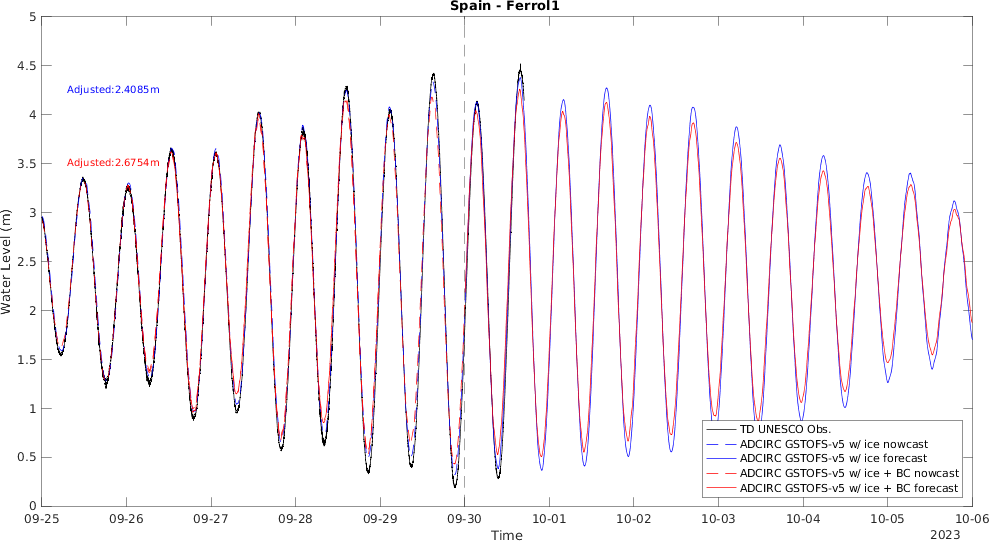 Spain - Ferrol1
5
4.5
4
3.5
3
2.5
2
1.5
1
0.5
0
Water Level (m)
Adjusted:2.4085m
Adjusted:2.6754m
TD UNESCO Obs.
ADCIRC GSTOFS-v5 w/ ice nowcast
ADCIRC GSTOFS-v5 w/ ice forecast
ADCIRC GSTOFS-v5 w/ ice + BC nowcast
ADCIRC GSTOFS-v5 w/ ice + BC forecast
09-25 09-26 09-27 09-28 09-29 09-30 10-01 10-02 10-03 10-04 10-05 10-06
Time
2023